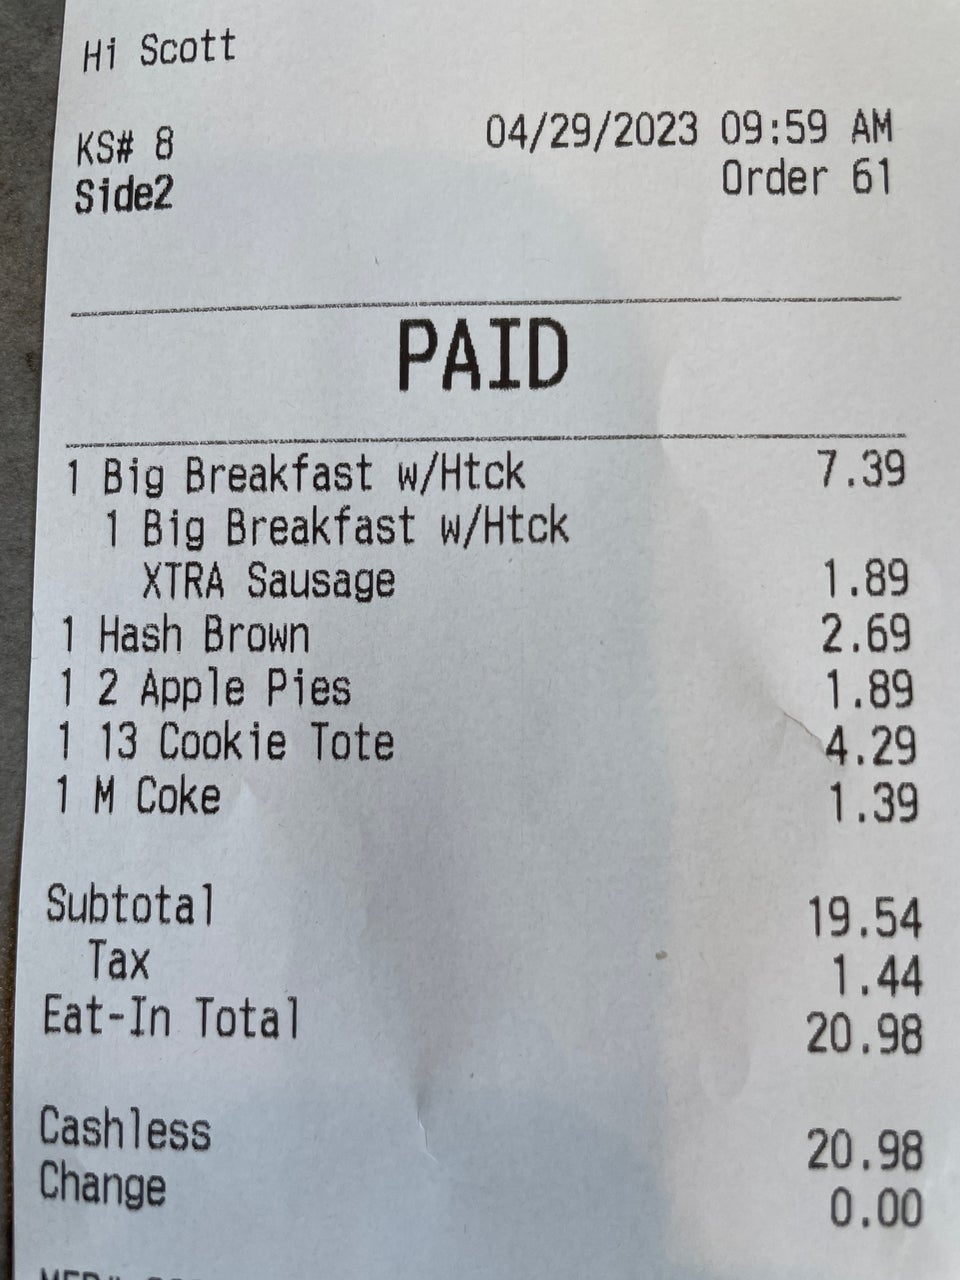 Hi Scott
KS# 8 04/29/2023 09:59 AM
Side2 Order 61
PAID
1 Big Breakfast w/Htck 7.39
1 Big Breakfast w/Htck
XTRA Sausage 1.89
1 Hash Brown 2.69
1 2 Apple Pies 1.89
1 13 Cookie Tote 4.29
1 M Coke 1.39
Subtotal 19.54
Tax 1.44
Eat-In Total 20.98
Cashless 20.98
Change 0.00